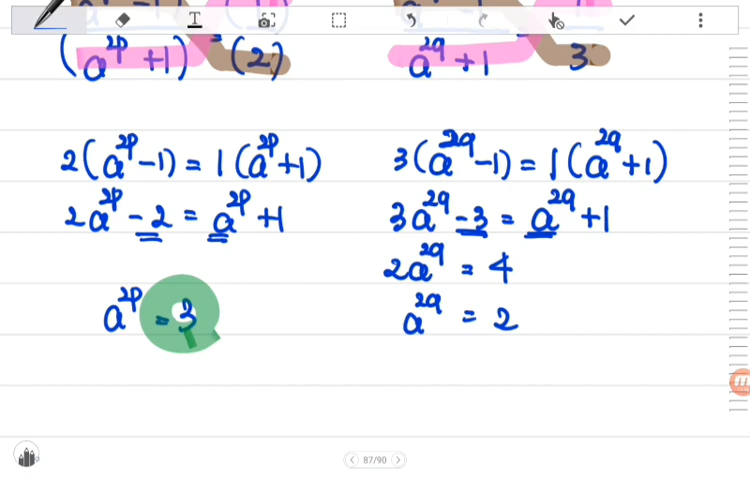 (a^2p + 1) = (2)
a^2q + 1 3
2(a^2p - 1) = 1(a^2p + 1)
2a^2p - 2 = a^2p + 1
a^2p = 3
3(a^2q - 1) = 1(a^2q + 1)
3a^2q - 3 = a^2q + 1
2a^2q = 4
a^2q = 2
87/90